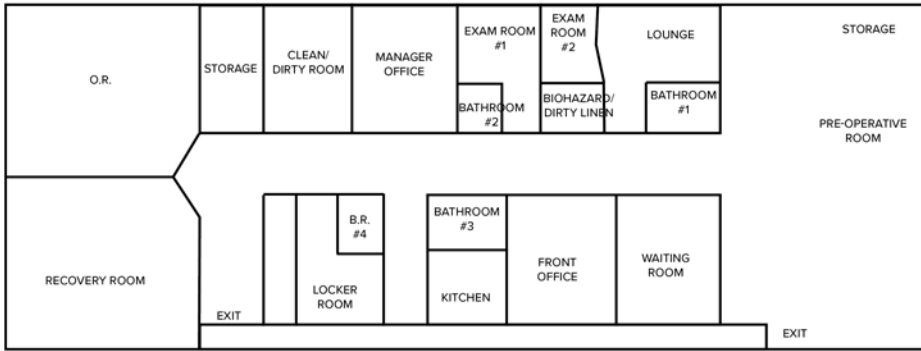 O.R.
STORAGE
CLEAN/
DIRTY ROOM
MANAGER
OFFICE
EXAM ROOM
#1
BATHROOM
#2
EXAM
ROOM
#2
BIOHAZARD/
DIRTY LINEN
LOUNGE
BATHROOM
#1
STORAGE
PRE-OPERATIVE
ROOM
RECOVERY ROOM
EXIT
B.R.
#4
LOCKER
ROOM
BATHROOM
#3
KITCHEN
FRONT
OFFICE
WAITING
ROOM
EXIT